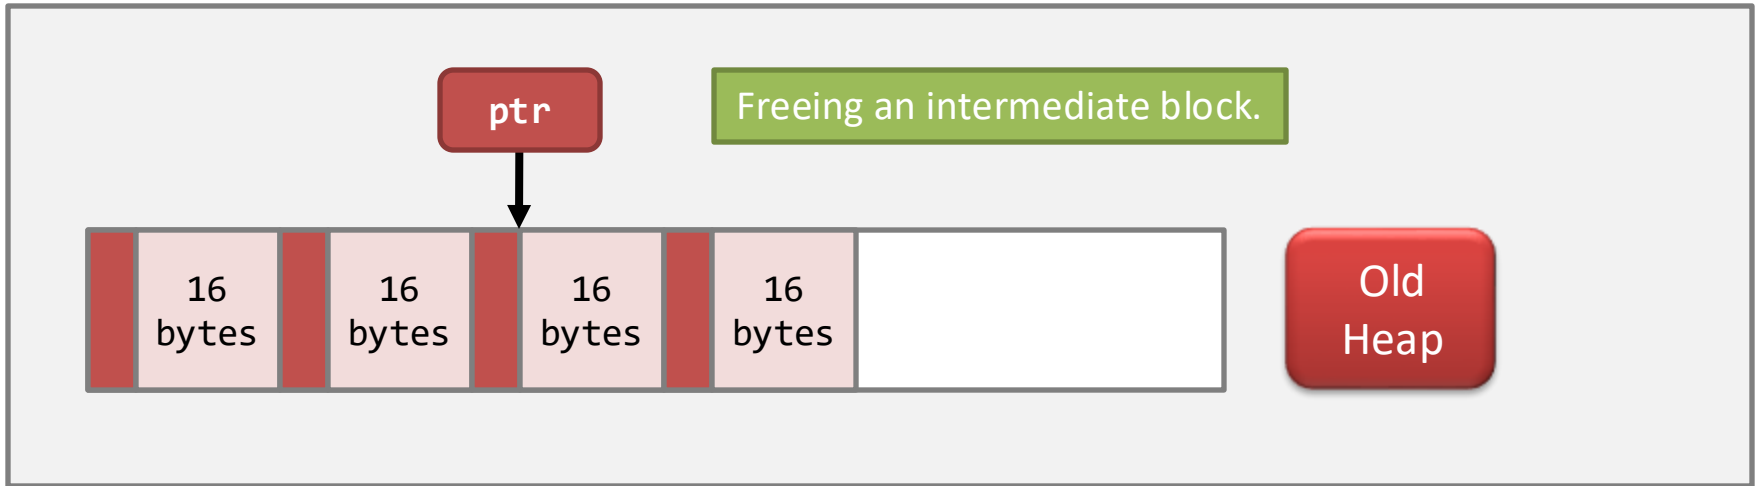 ptr
Freeing an intermediate block.
16
bytes
16
bytes
16
bytes
16
bytes
Old
Heap